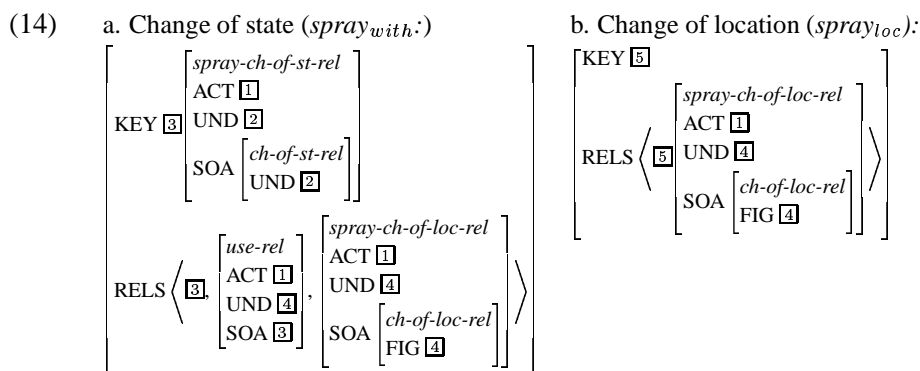 (14) a. Change of state (spray_with:) b. Change of location (spray_loc):
KEY 3 spray-ch-of-st-rel
ACT 1
UND 2
SOA ch-of-st-rel
UND 2
RELS ⟨ 3, use-rel
ACT 1
UND 4
SOA 3
, spray-ch-of-loc-rel
ACT 1
UND 4
SOA ch-of-loc-rel
FIG 4 ⟩
KEY 5
RELS ⟨ 5 spray-ch-of-loc-rel
ACT 1
UND 4
SOA ch-of-loc-rel
FIG 4 ⟩